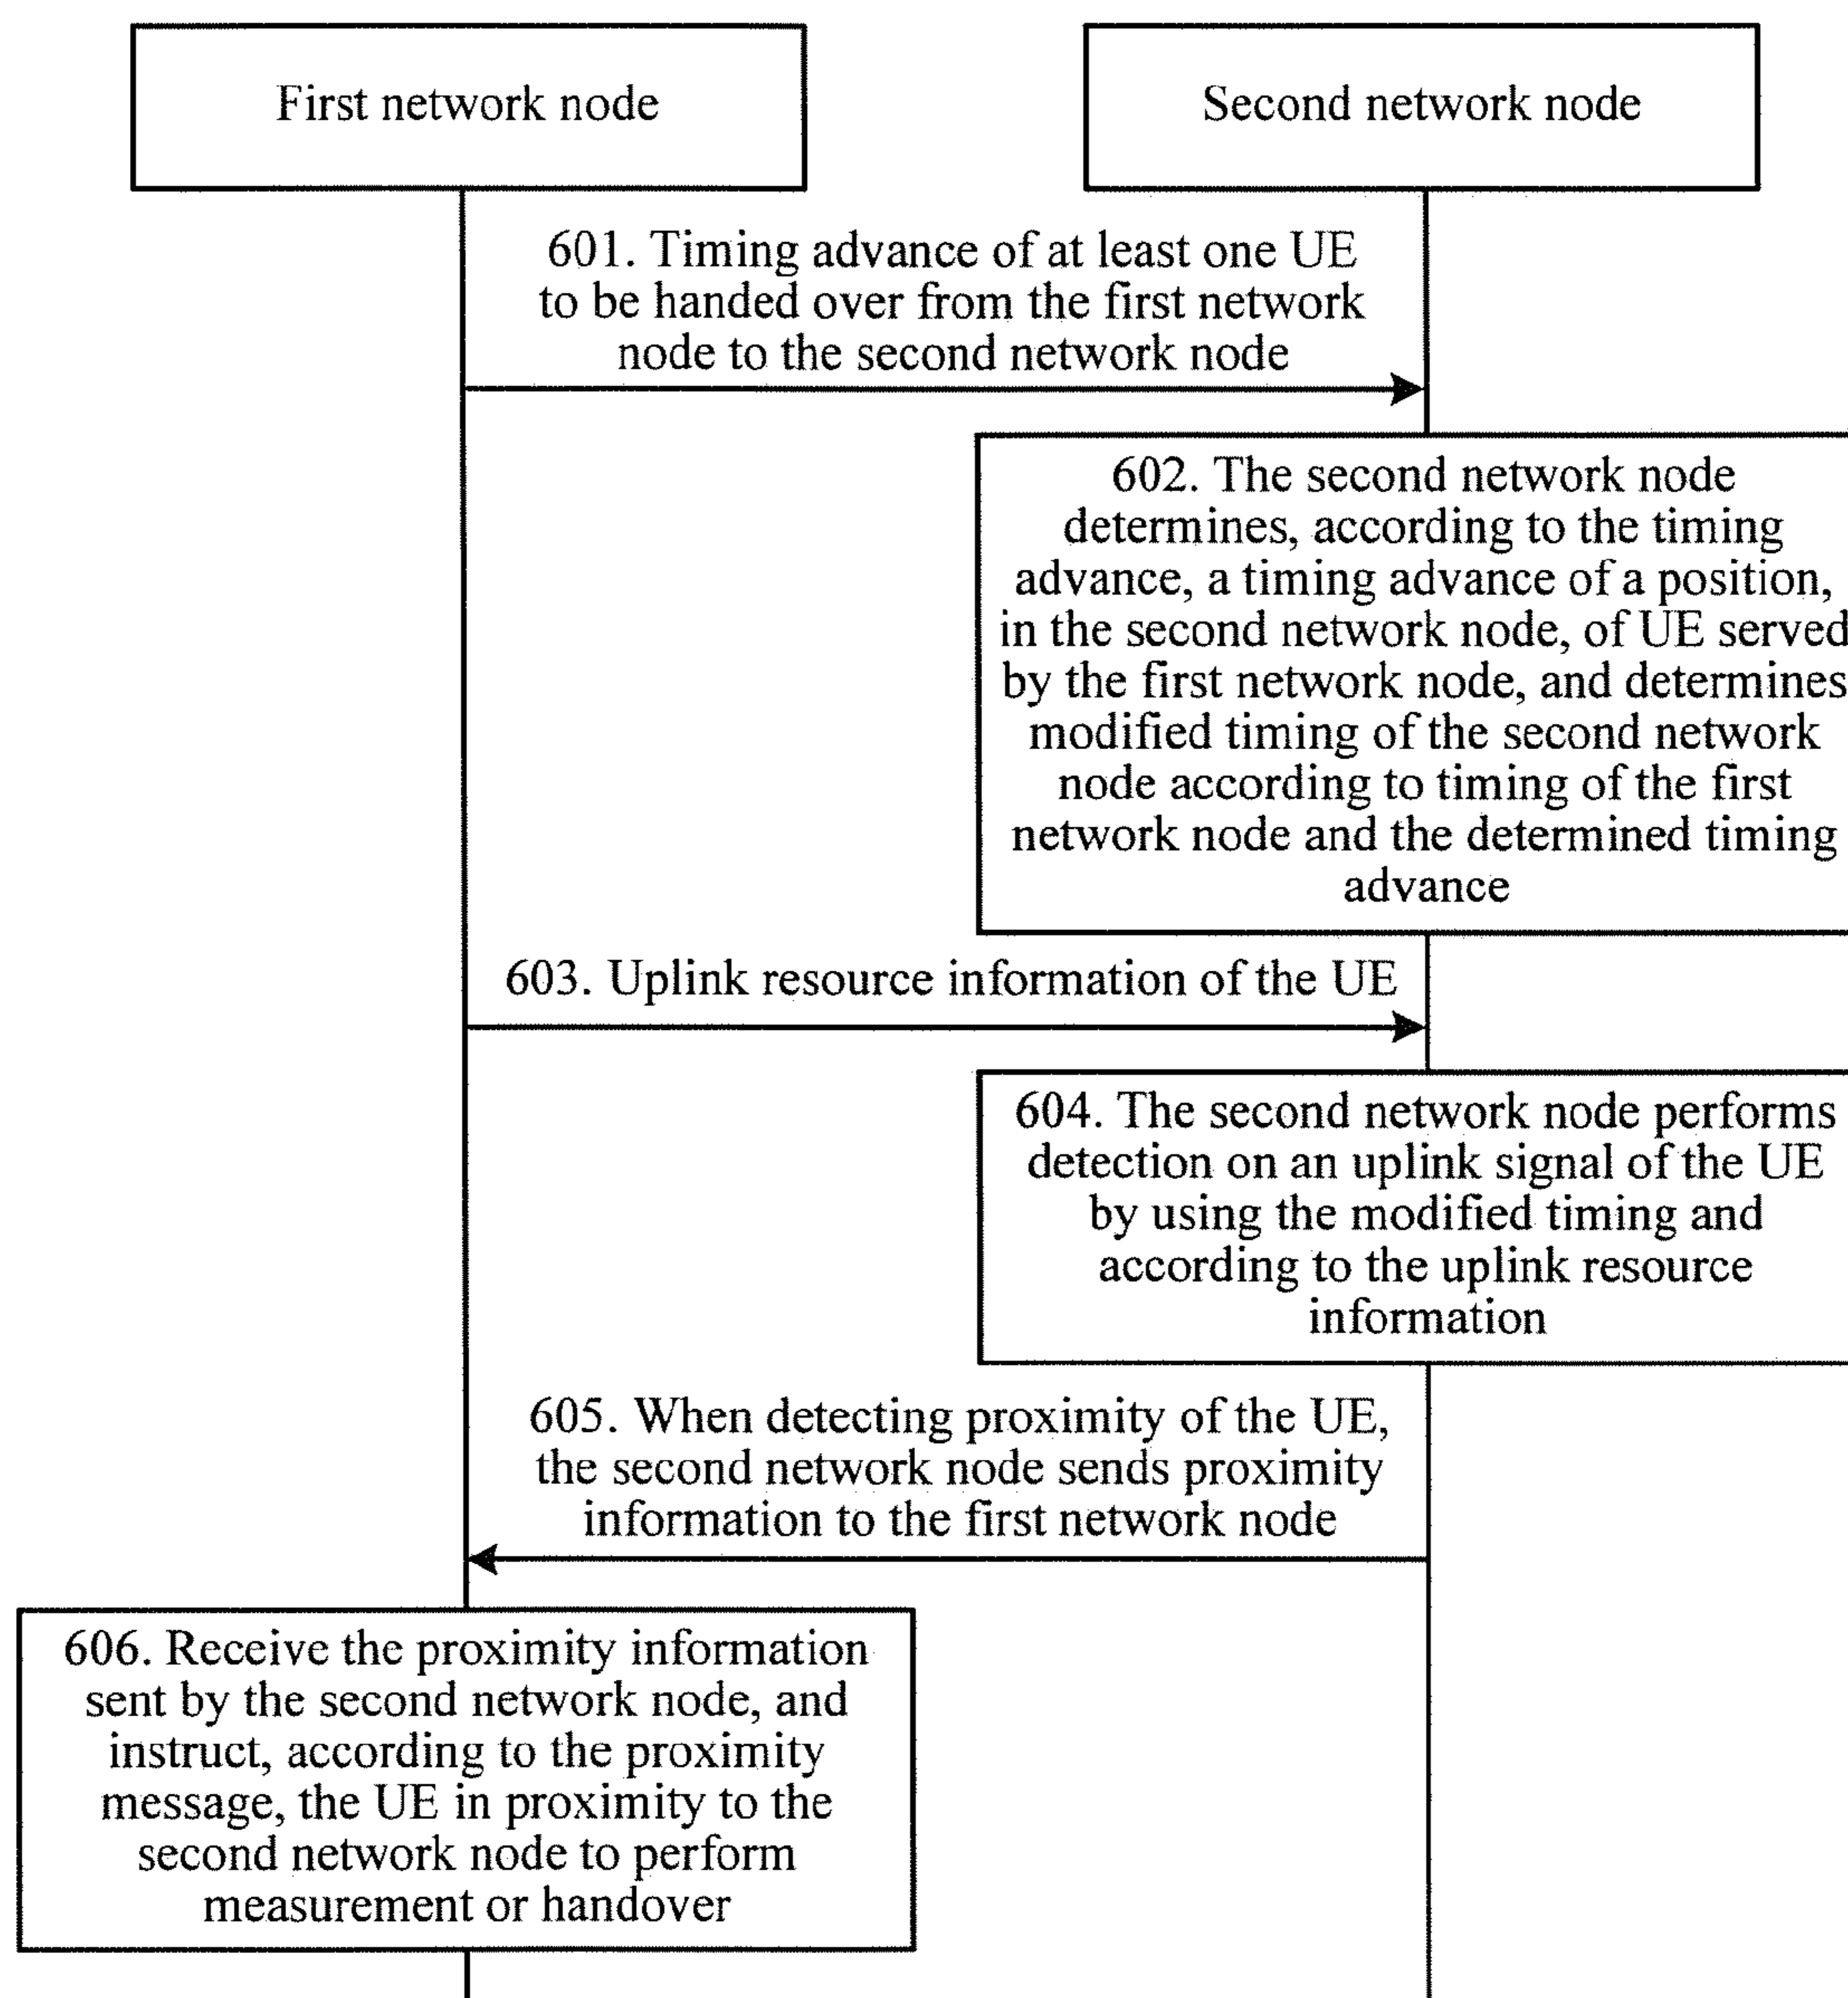 First network node
Second network node
601. Timing advance of at least one UE
to be handed over from the first network
node to the second network node
602. The second network node
determines, according to the timing
advance, a timing advance of a position,
in the second network node, of UE served
by the first network node, and determines
modified timing of the second network
node according to timing of the first
network node and the determined timing
advance
603. Uplink resource information of the UE
604. The second network node performs
detection on an uplink signal of the UE
by using the modified timing and
according to the uplink resource
information
605. When detecting proximity of the UE,
the second network node sends proximity
information to the first network node
606. Receive the proximity information
sent by the second network node, and
instruct, according to the proximity
message, the UE in proximity to the
second network node to perform
measurement or handover